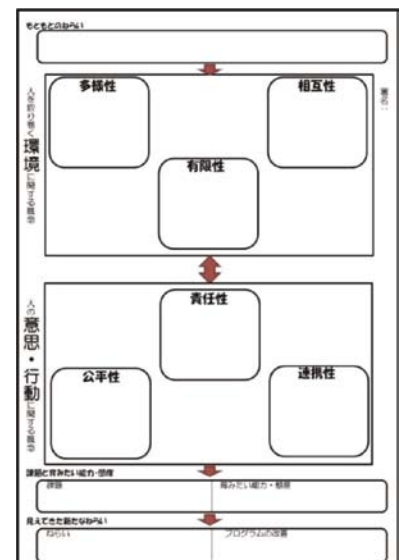 もともとのねらい
多様性
相互性
有限性
人を取り巻く環境に関する概念
責任性
公平性
連携性
人の意思・行動に関する概念
課題と育みたい能力・態度
課題
育みたい能力・態度
見えてきた新たなねらい
ねらい
プログラムの改善